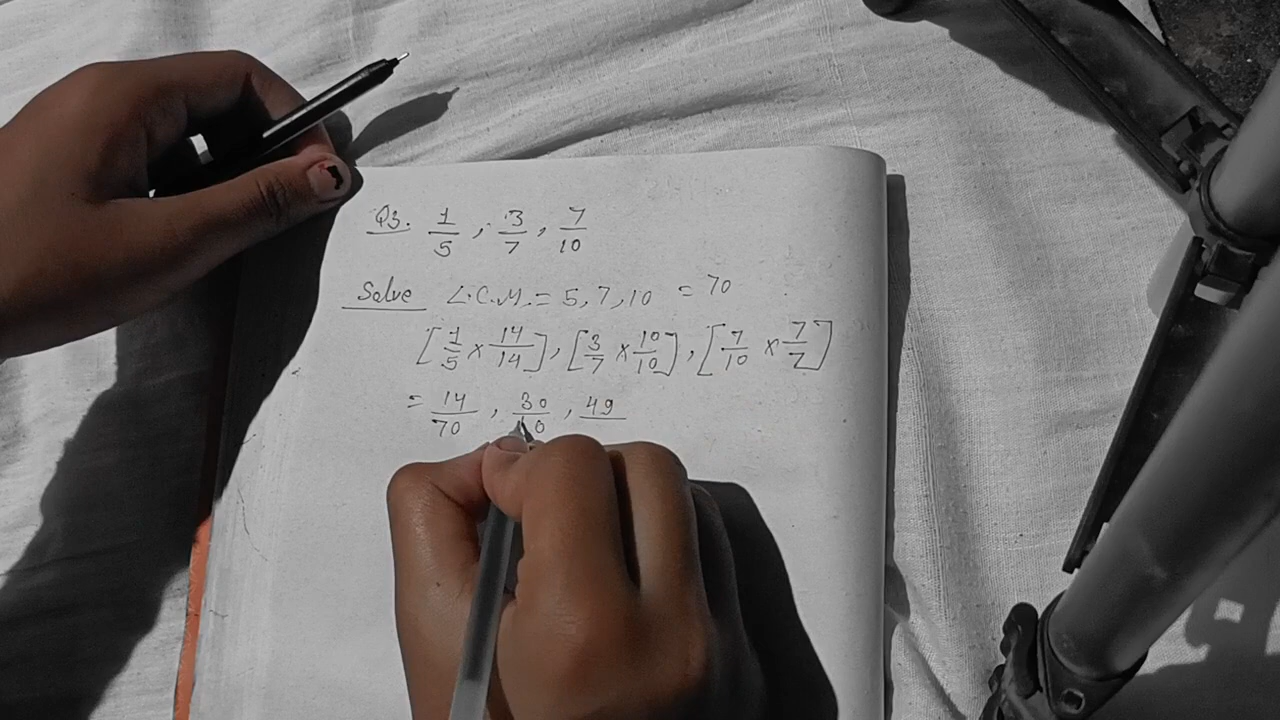 Q3. 1/5, 3/7, 7/10
Solve L.C.M. = 5, 7, 10 = 70
[1/5 × 14/14], [3/7 × 10/10], [7/10 × 7/7]
= 14/70, 30/, 49/